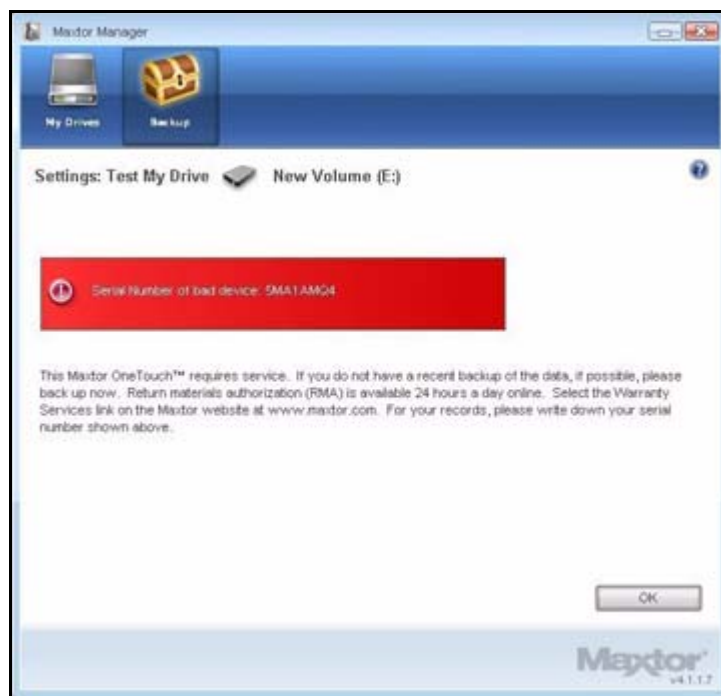 Maxtor Manager
My Drives
Backup
Settings: Test My Drive New Volume (E:)
Serial Number of bad device: 5MA1AMQ4
This Maxtor OneTouch™ requires service. If you do not have a recent backup of the data, if possible, please
back up now. Return materials authorization (RMA) is available 24 hours a day online. Select the Warranty
Services link on the Maxtor website at www.maxtor.com. For your records, please write down your serial
number shown above.
OK
Maxtor
v4.1.1.7